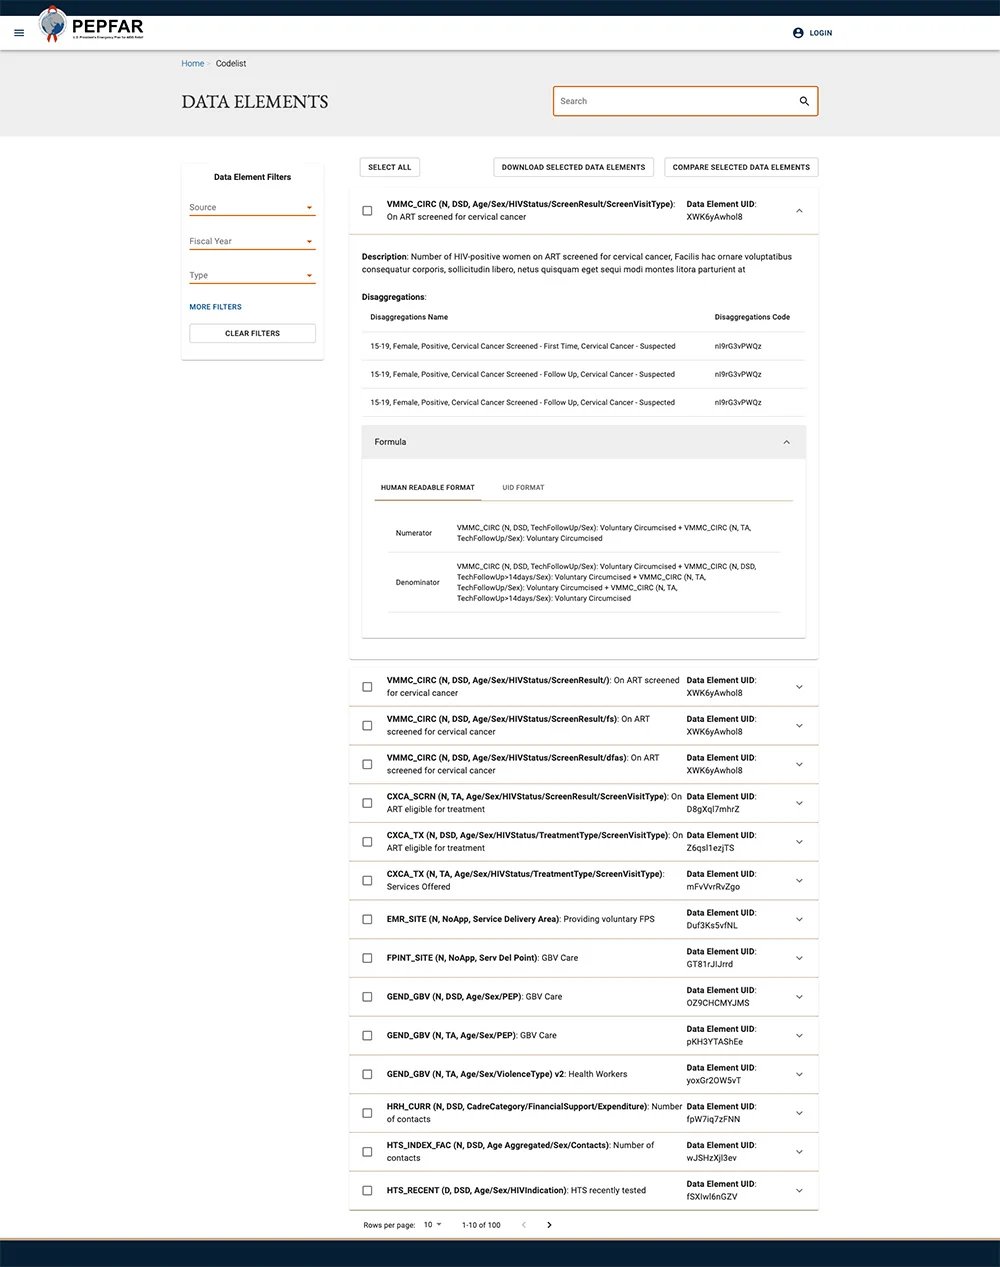 PEPFAR
U.S. President's Emergency Plan for AIDS Relief
LOGIN
Home
Codelist
DATA ELEMENTS
Search
Data Element Filters
Source
Fiscal Year
Type
MORE FILTERS
CLEAR FILTERS
SELECT ALL
DOWNLOAD SELECTED DATA ELEMENTS
COMPARE SELECTED DATA ELEMENTS
VMMC_CIRC (N, DSD, Age/Sex/HIVStatus/ScreenResult/ScreenVisitType):
On ART screened for cervical cancer
Data Element UID:
XWK6yAwhol8
Description: Number of HIV-positive women on ART screened for cervical cancer, Facilis hac ornare voluptatibus
consequatur corporis, sollicitudin libero, netus quisquam eget sequi modi montes litora parturient at
Disaggregations:
Disaggregations Name
Disaggregations Code
15-19, Female, Positive, Cervical Cancer Screened - First Time, Cervical Cancer - Suspected
nI9rG3vPWQz
15-19, Female, Positive, Cervical Cancer Screened - Follow Up, Cervical Cancer - Suspected
nI9rG3vPWQz
15-19, Female, Positive, Cervical Cancer Screened - Follow Up, Cervical Cancer - Suspected
nI9rG3vPWQz
Formula
HUMAN READABLE FORMAT
UID FORMAT
Numerator
VMMC_CIRC (N, DSD, TechFollowUp/Sex): Voluntary Circumcised + VMMC_CIRC (N, TA,
TechFollowUp/Sex): Voluntary Circumcised
Denominator
VMMC_CIRC (N, DSD, TechFollowUp/Sex): Voluntary Circumcised + VMMC_CIRC (N, DSD,
TechFollowUp>14days/Sex): Voluntary Circumcised + VMMC_CIRC (N, TA,
TechFollowUp/Sex): Voluntary Circumcised + VMMC_CIRC (N, TA,
TechFollowUp>14days/Sex): Voluntary Circumcised
VMMC_CIRC (N, DSD, Age/Sex/HIVStatus/ScreenResult/): On ART screened
for cervical cancer
Data Element UID:
XWK6yAwhol8
VMMC_CIRC (N, DSD, Age/Sex/HIVStatus/ScreenResult/fs): On ART
screened for cervical cancer
Data Element UID:
XWK6yAwhol8
VMMC_CIRC (N, DSD, Age/Sex/HIVStatus/ScreenResult/dfas): On ART
screened for cervical cancer
Data Element UID:
XWK6yAwhol8
CXCA_SCRN (N, TA, Age/Sex/HIVStatus/ScreenResult/ScreenVisitType): On
ART eligible for treatment
Data Element UID:
D8gXql7mhrZ
CXCA_TX (N, DSD, Age/Sex/HIVStatus/TreatmentType/ScreenVisitType): On
ART eligible for treatment
Data Element UID:
Z6qsl1ezjTS
CXCA_TX (N, TA, Age/Sex/HIVStatus/TreatmentType/ScreenVisitType):
Services Offered
Data Element UID:
mFvVvrRvZgo
EMR_SITE (N, NoApp, Service Delivery Area): Providing voluntary FPS
Data Element UID:
Duf3Ks5vfNL
FPINT_SITE (N, NoApp, Serv Del Point): GBV Care
Data Element UID:
GT81rJIJrrd
GEND_GBV (N, DSD, Age/Sex/PEP): GBV Care
Data Element UID:
OZ9CHCMYJMS
GEND_GBV (N, TA, Age/Sex/PEP): GBV Care
Data Element UID:
pKH3YTAShEe
GEND_GBV (N, TA, Age/Sex/ViolenceType) v2: Health Workers
Data Element UID:
yoxGr2OW5vT
HRH_CURR (N, DSD, CadreCategory/FinancialSupport/Expenditure): Number
of contacts
Data Element UID:
fpW7iq7zFNN
HTS_INDEX_FAC (N, DSD, Age Aggregated/Sex/Contacts): Number of
contacts
Data Element UID:
wJSHzXjl3ev
HTS_RECENT (D, DSD, Age/Sex/HIVIndication): HTS recently tested
Data Element UID:
fSXIwl6nGZV
Rows per page: 10
1-10 of 100